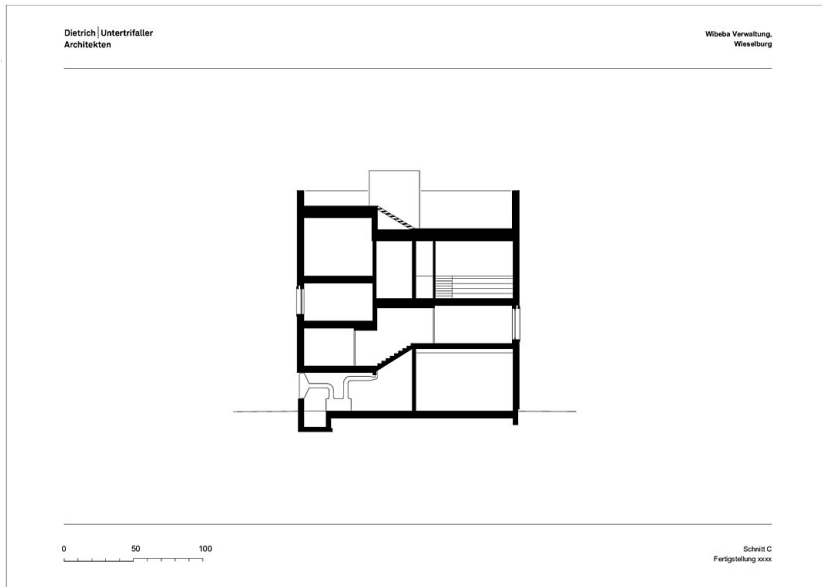 Dietrich | Untertrifaller
Architekten
Wibeba Verwaltung,
Wieselburg
0 50 100
Schnitt C
Fertigstellung xxxx